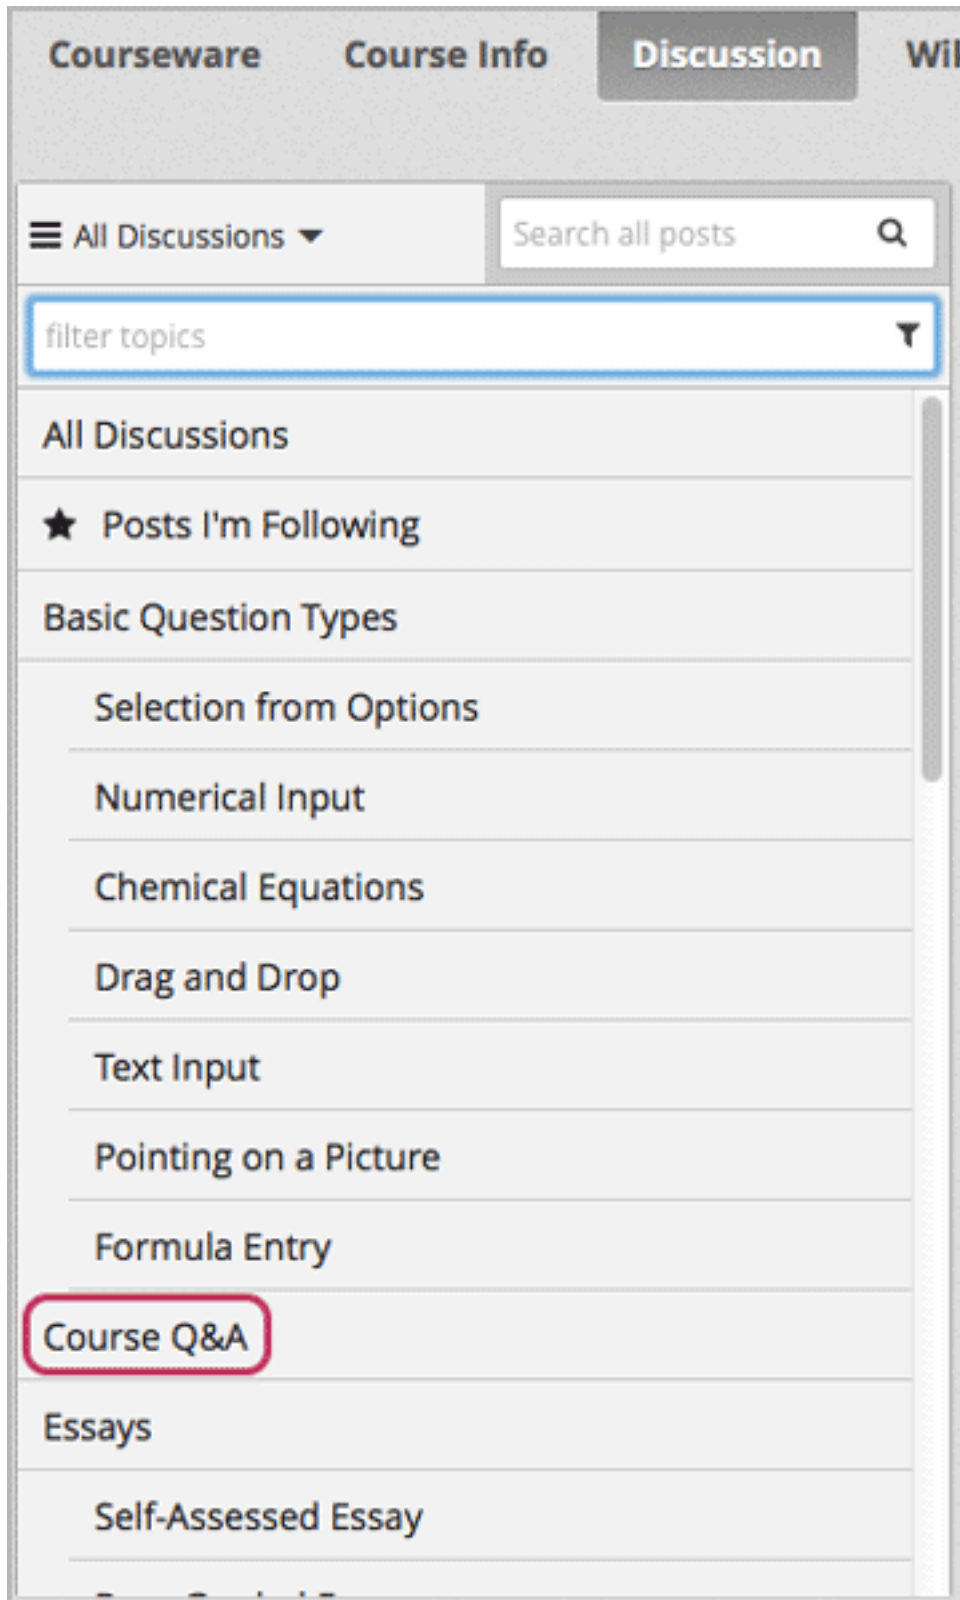 Courseware Course Info Discussion
All Discussions Search all posts
filter topics
All Discussions
Posts I'm Following
Basic Question Types
Selection from Options
Numerical Input
Chemical Equations
Drag and Drop
Text Input
Pointing on a Picture
Formula Entry
Course Q&A
Essays
Self-Assessed Essay